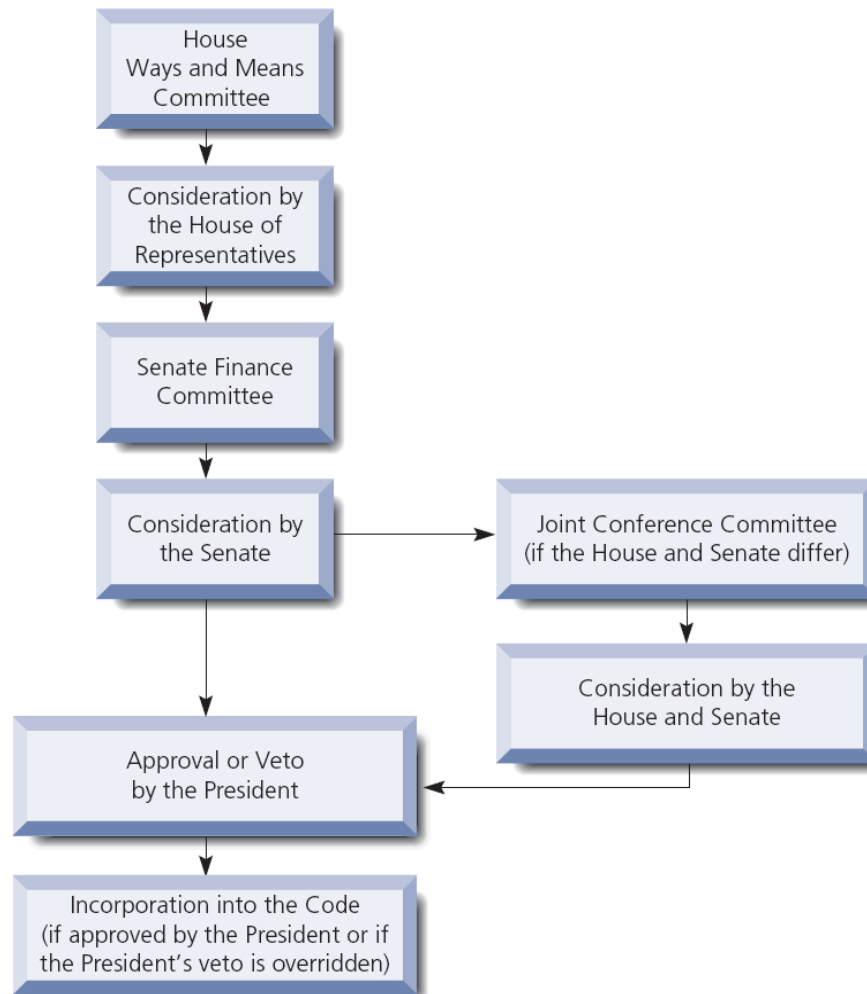 House
Ways and Means
Committee
Consideration by
the House of
Representatives
Senate Finance
Committee
Consideration by
the Senate
Joint Conference Committee
(if the House and Senate differ)
Consideration by the
House and Senate
Approval or Veto
by the President
Incorporation into the Code
(if approved by the President or if
the President’s veto is overridden)